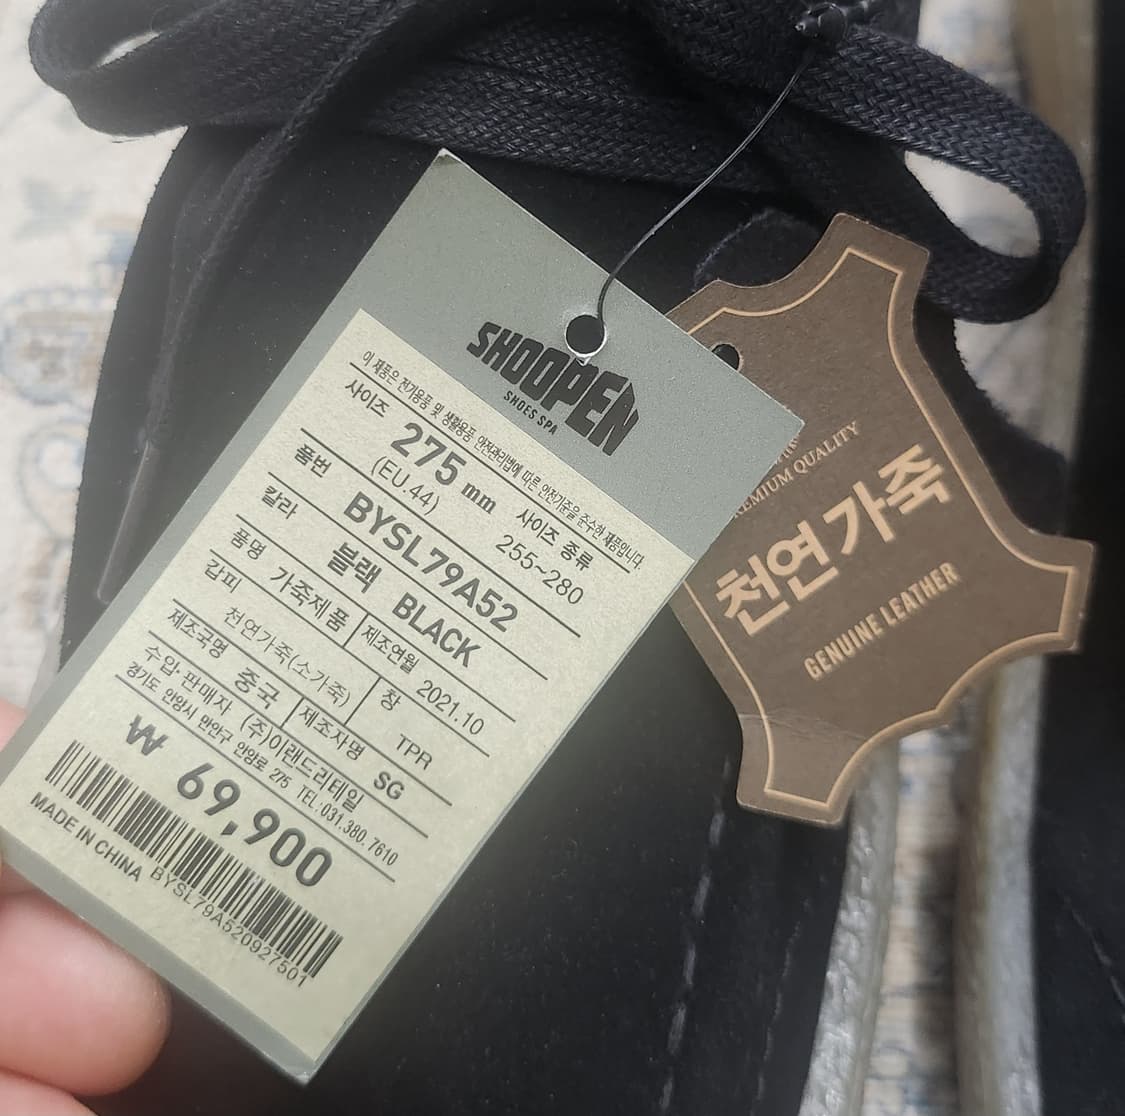 SHOOPEN
SHOES SPA
이 제품은 전기용품 및 생활용품 안전관리법에 따른 안전기준을 준수한 제품입니다.
사이즈 275 mm 사이즈 종류
(EU.44) 255~280
품번 BYSL79A52
칼라 블랙 BLACK
품명 가죽제품 제조연월 2021.10
갑피 천연가죽(소가죽) 창 TPR
제조국명 중국 제조자명 SG
수입·판매자 (주)이랜드리테일
경기도 안양시 만안구 안양로 275 TEL.031.380.7610
₩ 69,900
MADE IN CHINA BYSL79A520927501
PREMIUM QUALITY
천연가죽
GENUINE LEATHER